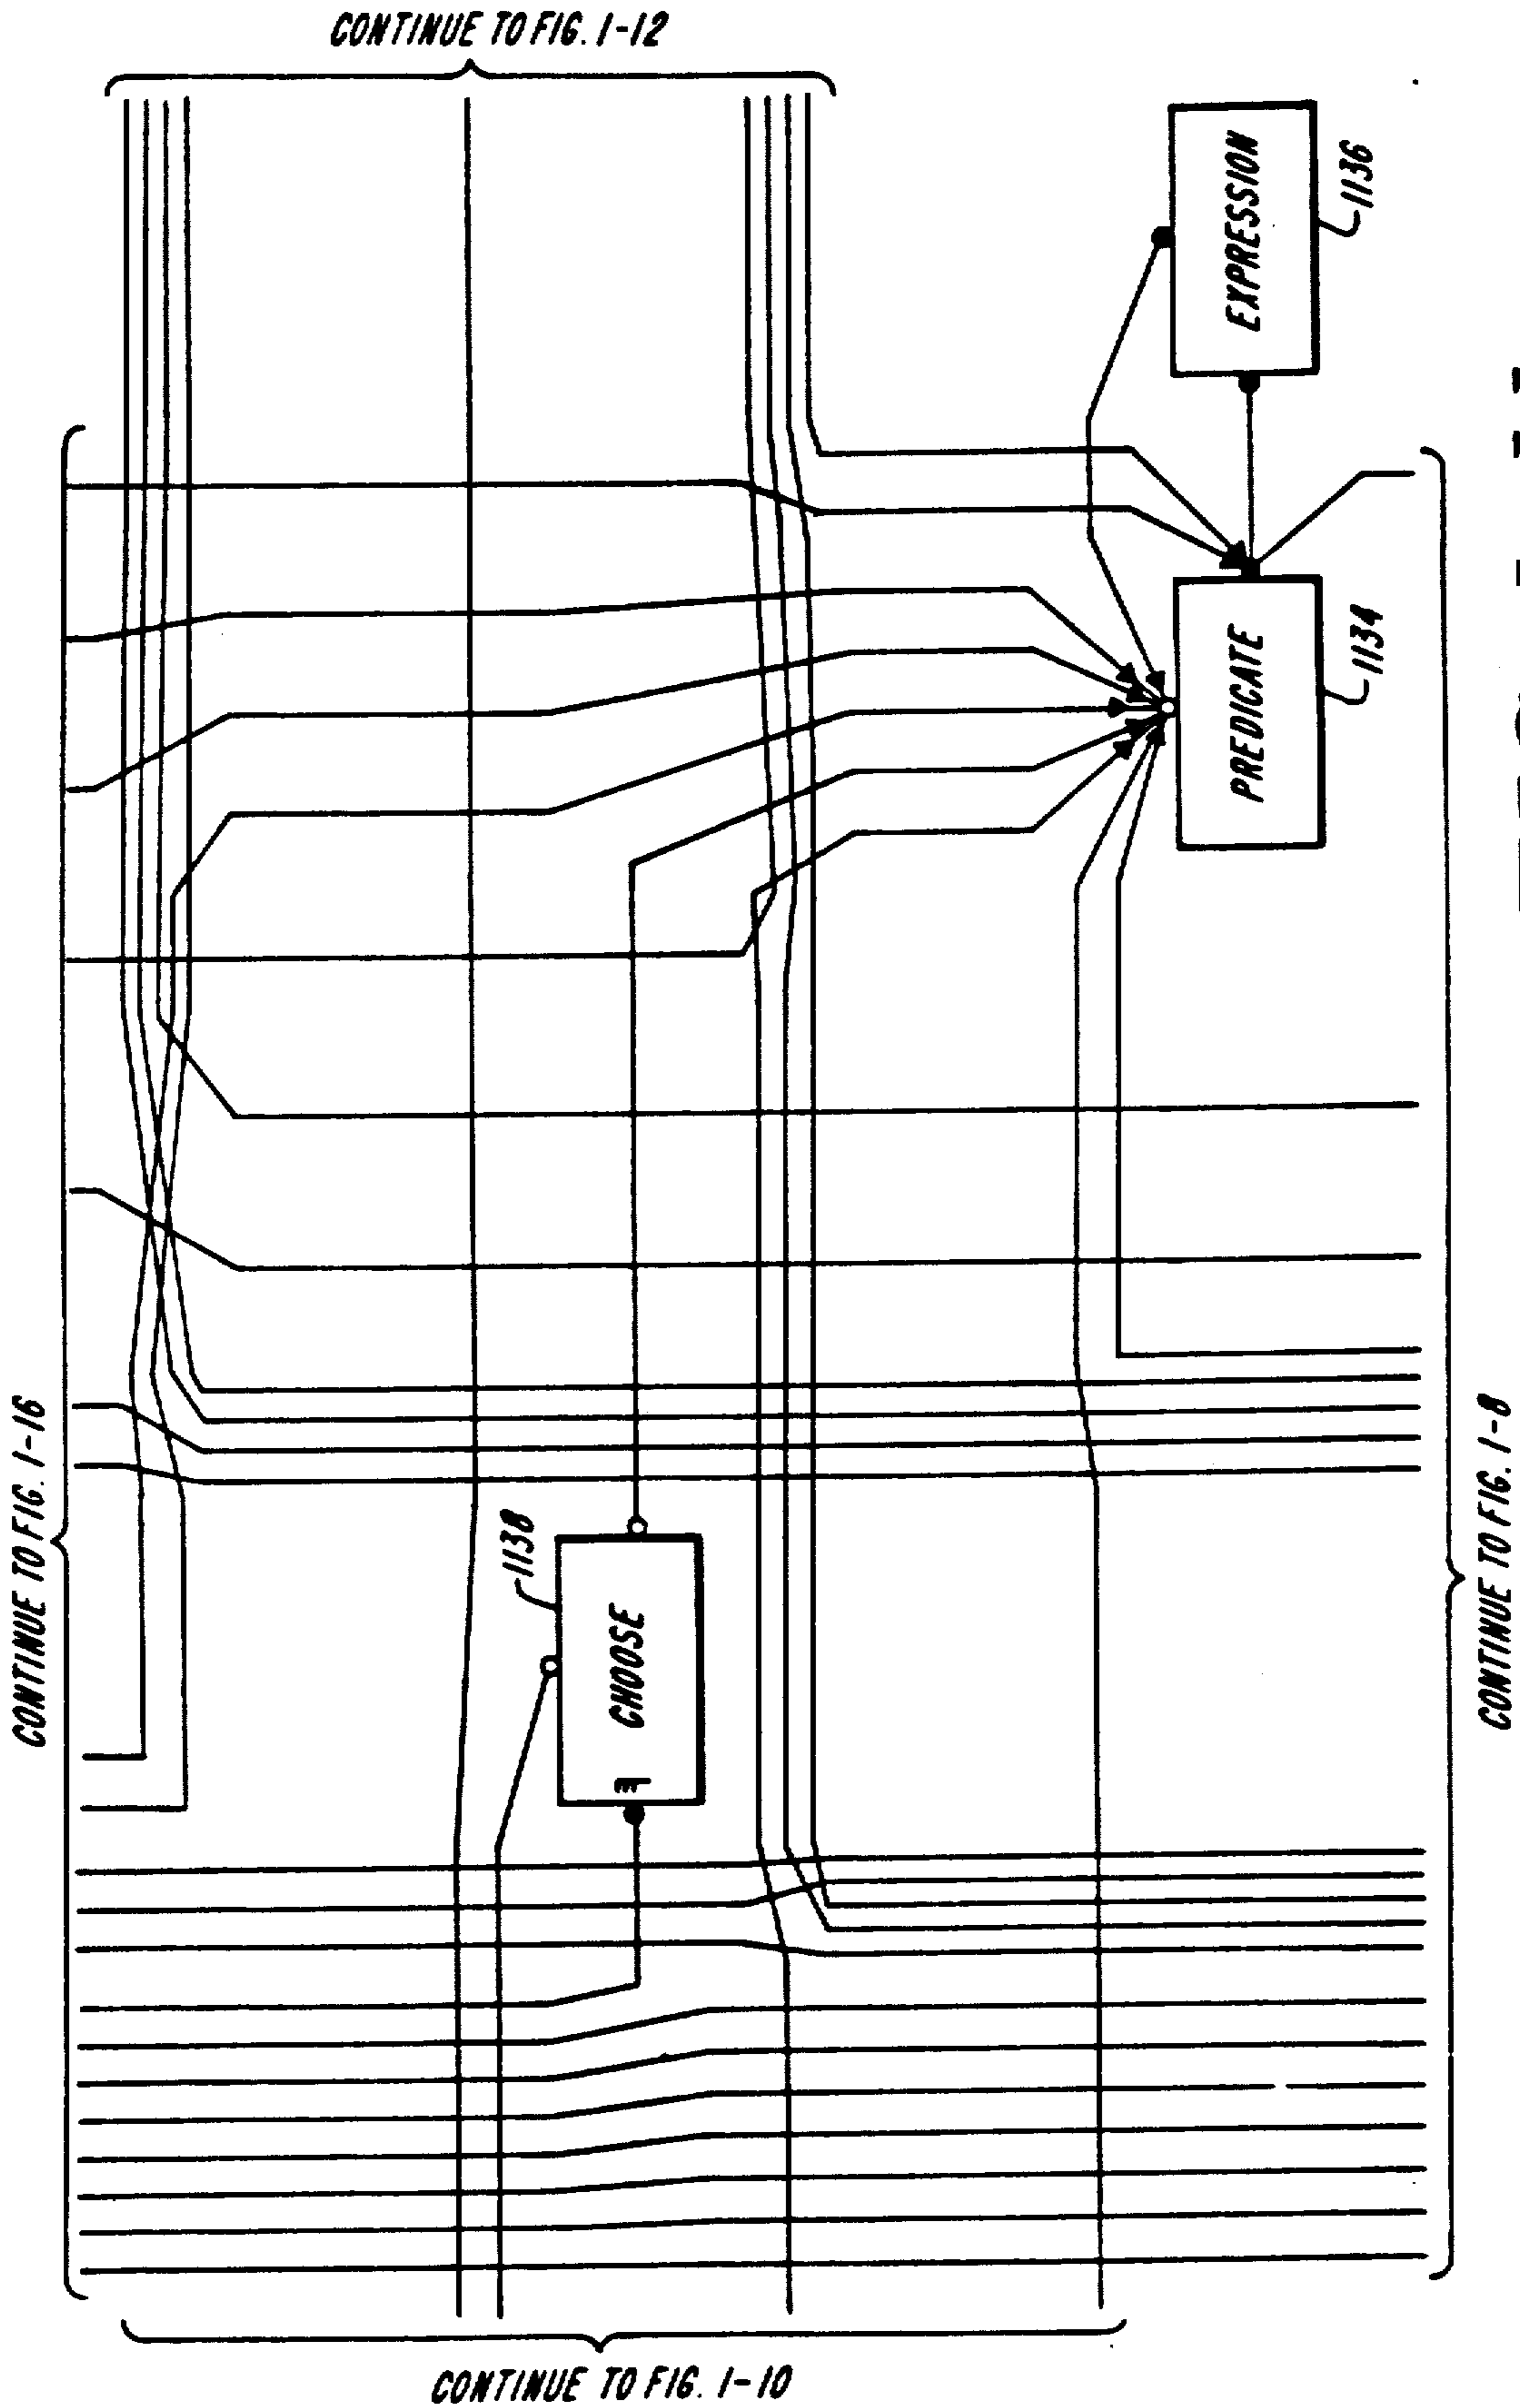 CONTINUE TO FIG. 1-16
CONTINUE TO FIG. 1-12
CONTINUE TO FIG. 1-10
CHOOSE
1138
PREDICATE
1134
EXPRESSION
1136
CONTINUE TO FIG. 1-8